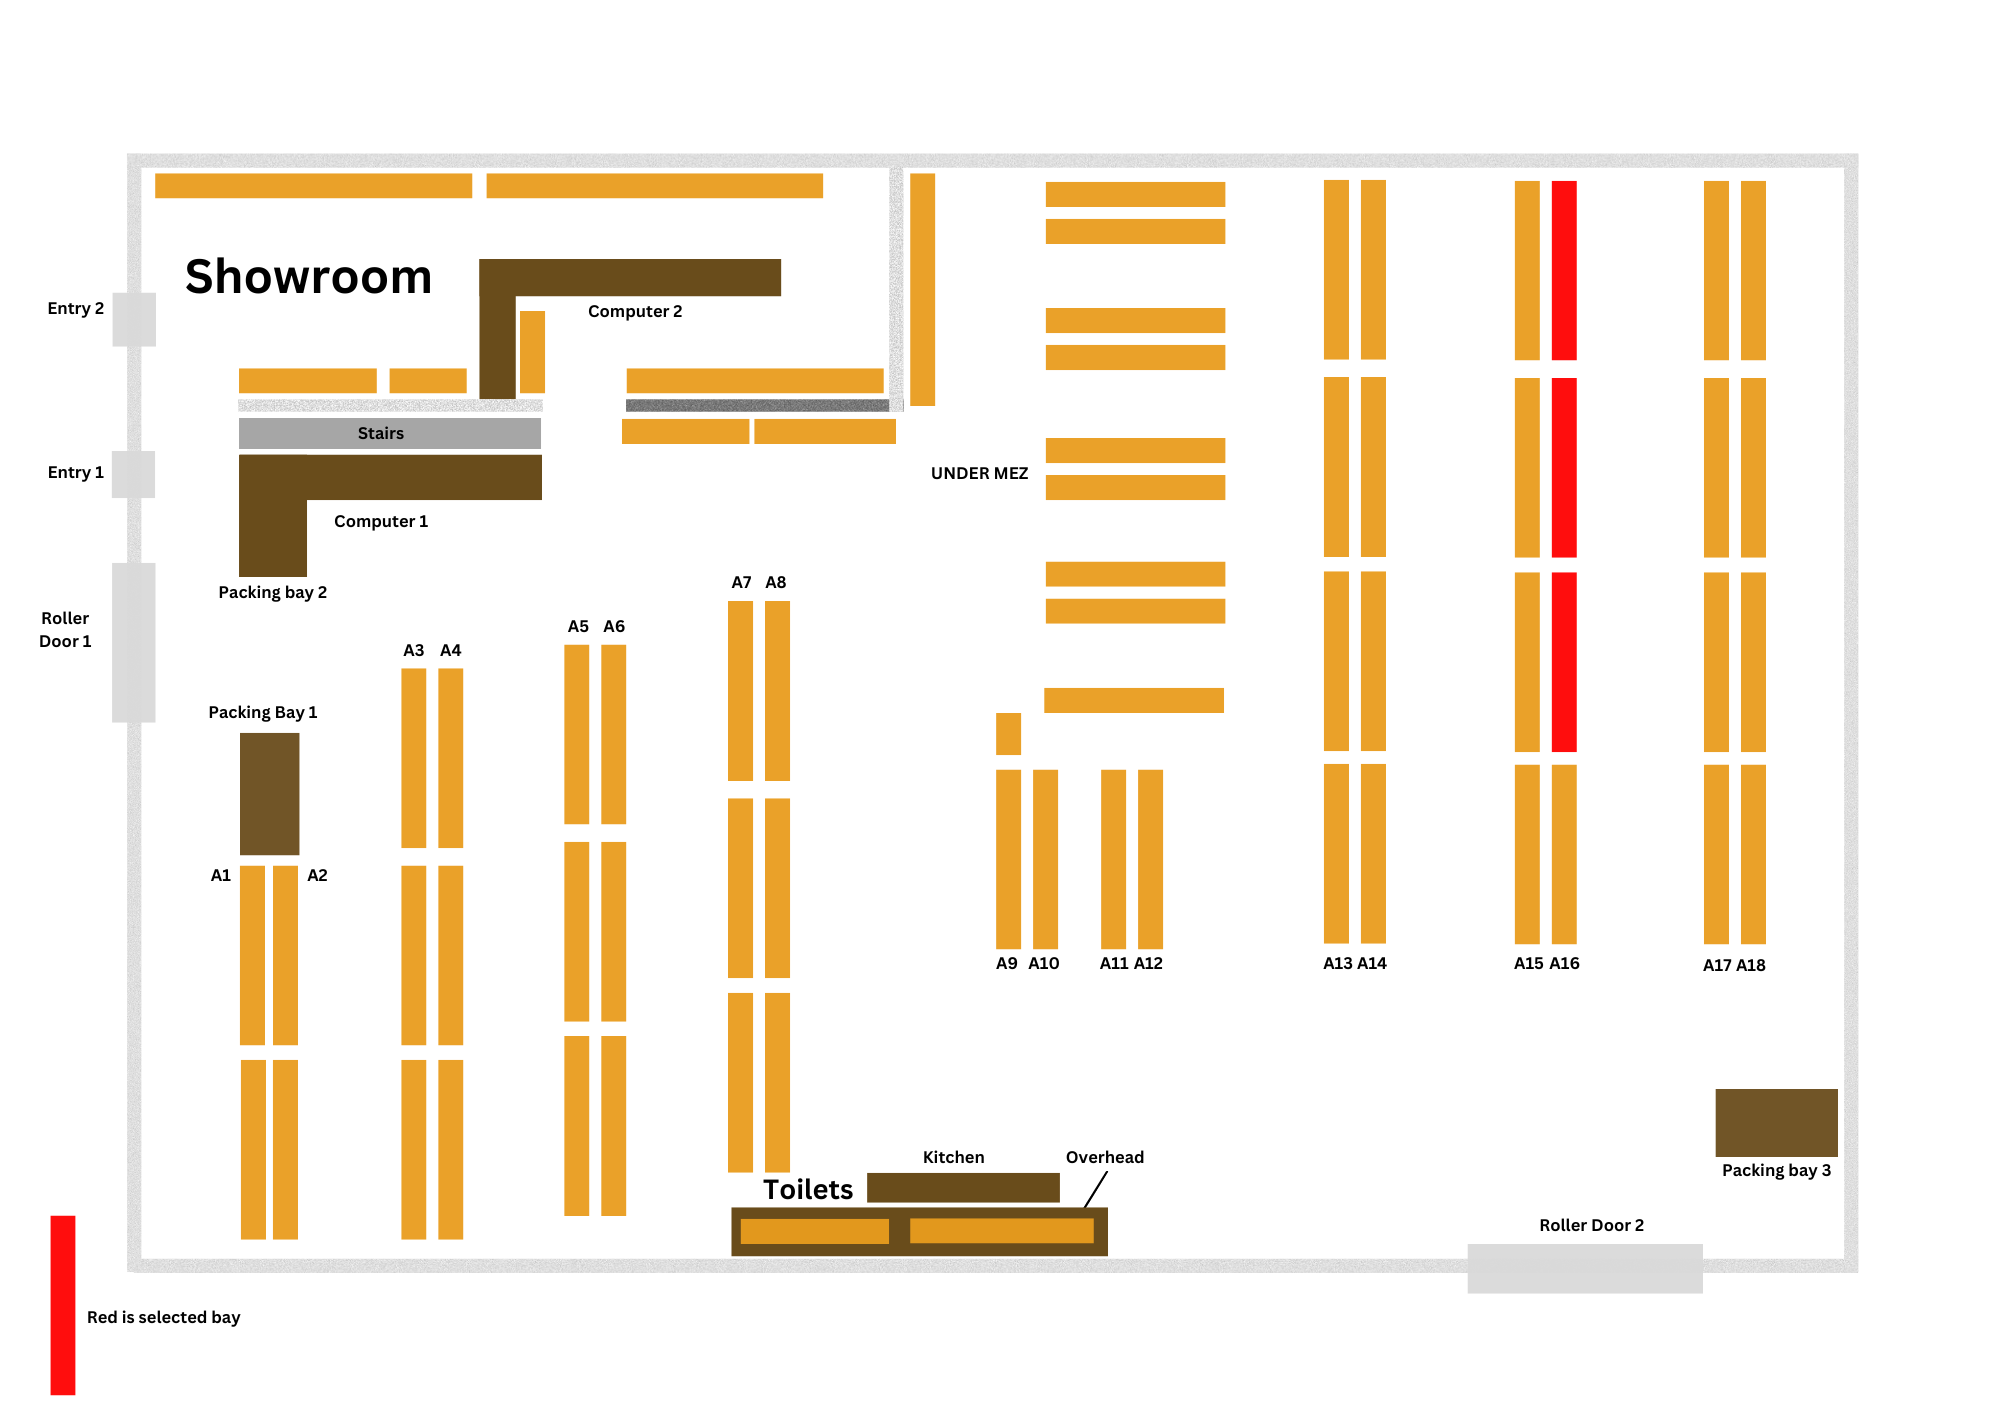 Showroom
Entry 2
Computer 2
Stairs
Entry 1
UNDER MEZ
Computer 1
Packing bay 2
A7 A8
Roller
Door 1
A5 A6
A3 A4
Packing Bay 1
A1 A2
A9 A10 A11 A12 A13 A14 A15 A16 A17 A18
Kitchen
Overhead
Packing bay 3
Toilets
Roller Door 2
Red is selected bay